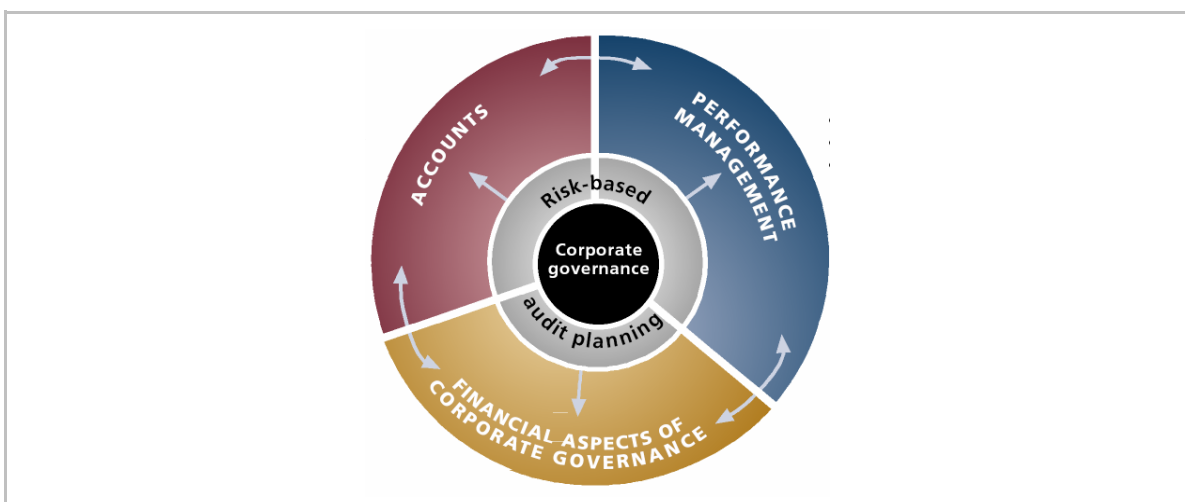 ACCOUNTS
PERFORMANCE
MANAGEMENT
Risk-based
Corporate
governance
audit planning
FINANCIAL ASPECTS OF
CORPORATE GOVERNANCE